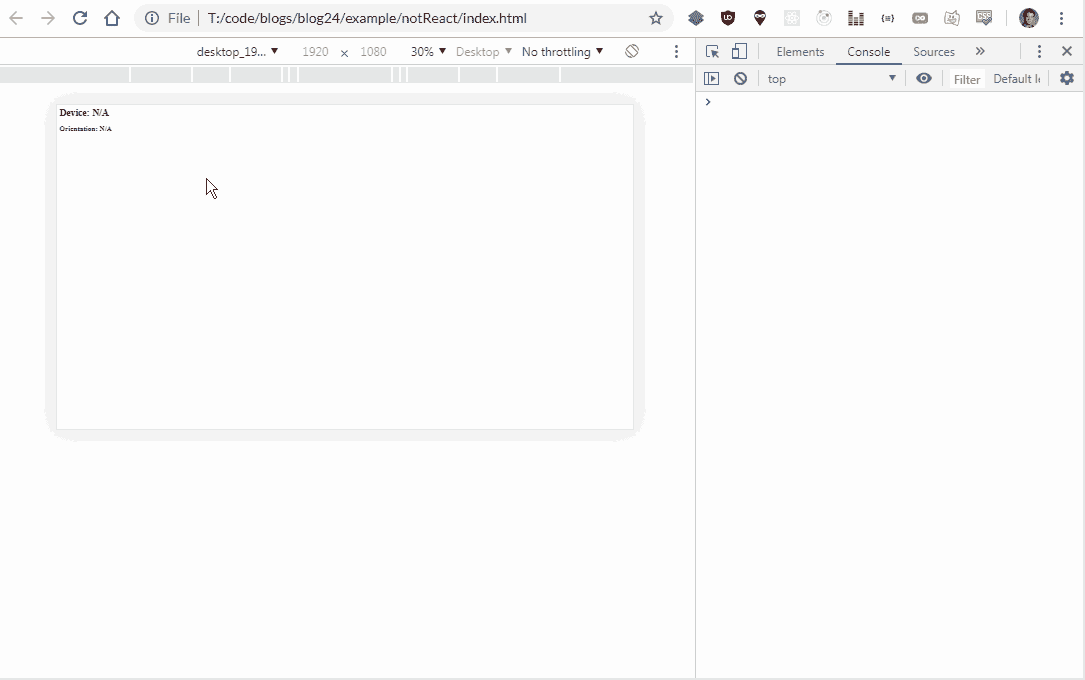 File T:/code/blogs/blog24/example/notReact/index.html
desktop_19... 1920 × 1080 30% Desktop No throttling
Elements Console Sources »
top Filter Default le
Device: N/A
Orientation: N/A